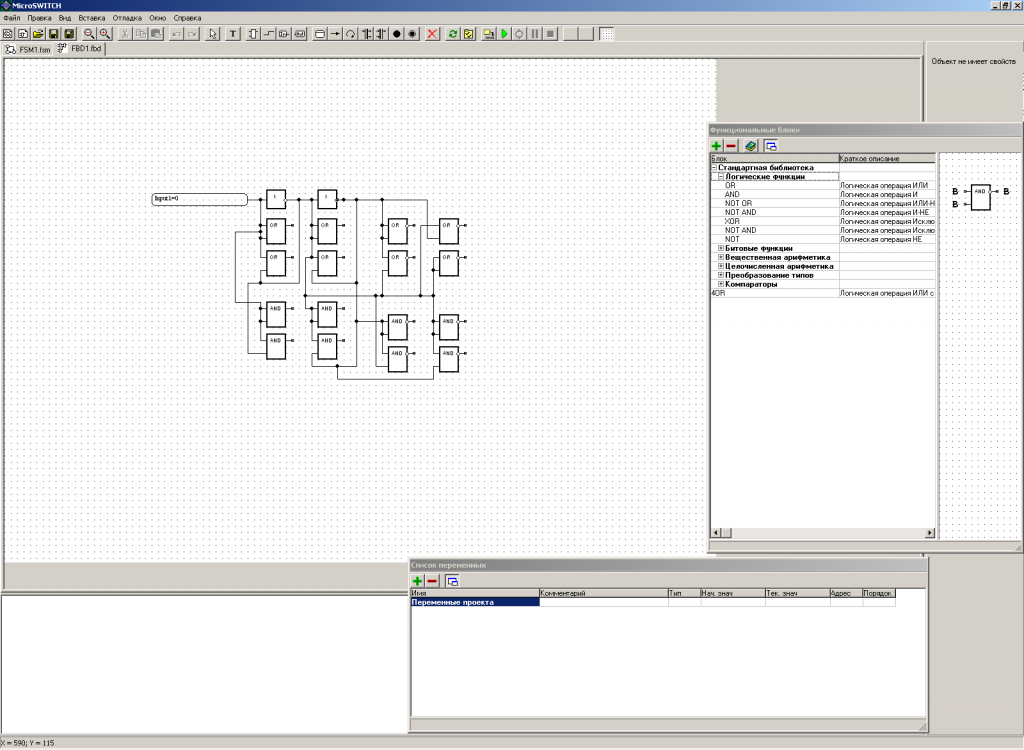 MicroSWITCH
Файл Правка Вид Вставка Отладка Окно Справка
T
FSM1.fsm FBD1.fbd
Объект не имеет свойств
Input1=0
1 1
OR OR OR OR
OR OR OR OR
AND AND AND AND
AND AND AND AND
Функциональные блоки
Блок Краткое описание
Стандартная библиотека
Логические функции
OR Логическая операция ИЛИ
AND Логическая операция И
NOT OR Логическая операция ИЛИ-Н
NOT AND Логическая операция И-НЕ
XOR Логическая операция Исклю
NOT AND Логическая операция Исклю
NOT Логическая операция НЕ
Битовые функции
Вещественная арифметика
Целочисленная арифметика
Преобразование типов
Компараторы
4OR Логическая операция ИЛИ с
B AND B
B
Список переменных
Имя Комментарий Тип Нач. знач Тек. знач Адрес Порядок
Переменные проекта
X = 590; Y = 115